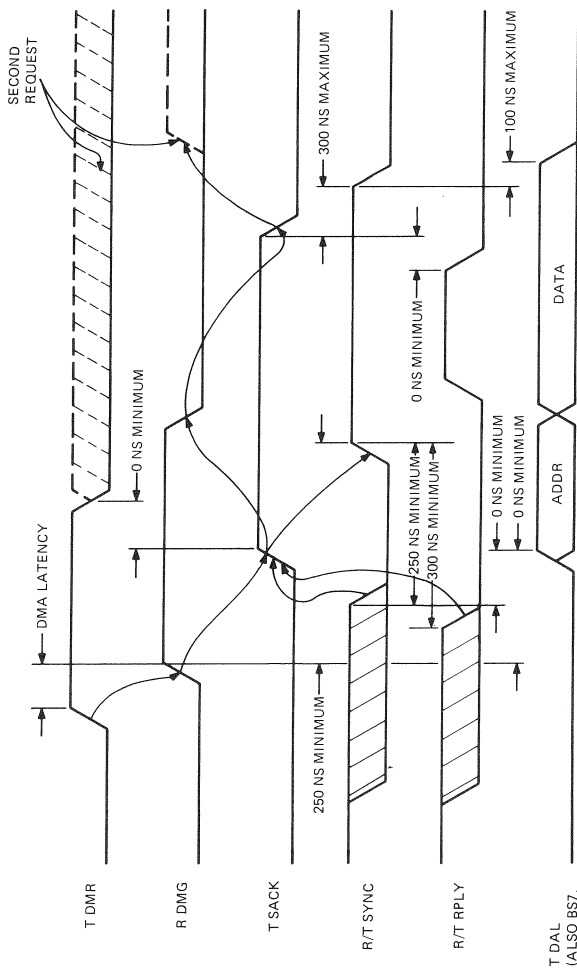 SECOND
REQUEST
DMA LATENCY
0 NS MINIMUM
T DMR
R DMG
T SACK
300 NS MAXIMUM
250 NS MINIMUM
R/T SYNC
0 NS MINIMUM
250 NS MINIMUM
300 NS MINIMUM
R/T RPLY
100 NS MAXIMUM
0 NS MINIMUM
0 NS MINIMUM
ADDR
DATA
T DAL
(ALSO BS7,